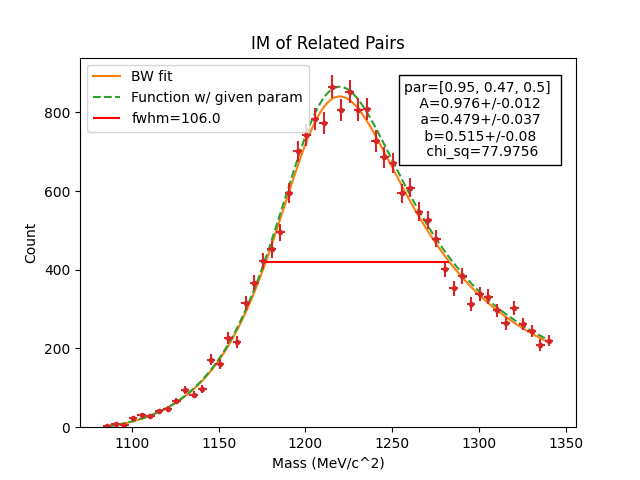 IM of Related Pairs
BW fit
Function w/ given param
fwhm=106.0
par=[0.95, 0.47, 0.5]
A=0.976+/-0.012
a=0.479+/-0.037
b=0.515+/-0.08
chi_sq=77.9756
Count
800
600
400
200
0
1100 1150 1200 1250 1300 1350
Mass (MeV/c^2)